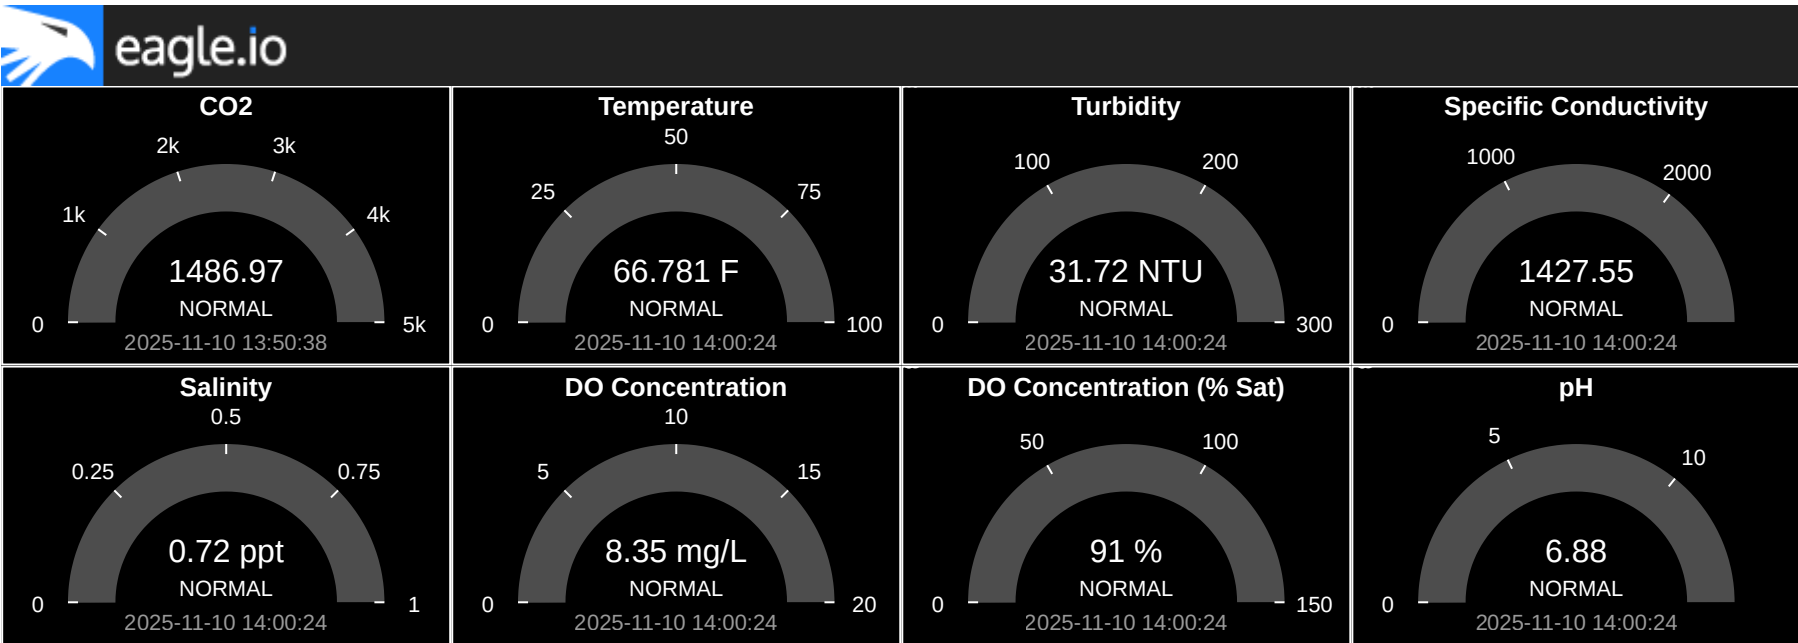 eagle.io
CO2
2k 3k
1k 4k
1486.97
NORMAL
0 5k
2025-11-10 13:50:38
Temperature
50
25 75
66.781 F
NORMAL
0 100
2025-11-10 14:00:24
Turbidity
100 200
31.72 NTU
NORMAL
0 300
2025-11-10 14:00:24
Specific Conductivity
1000
2000
1427.55
NORMAL
0
2025-11-10 14:00:24
Salinity
0.5
0.25 0.75
0.72 ppt
NORMAL
0 1
2025-11-10 14:00:24
DO Concentration
10
5 15
8.35 mg/L
NORMAL
0 20
2025-11-10 14:00:24
DO Concentration (% Sat)
50 100
91 %
NORMAL
0 150
2025-11-10 14:00:24
pH
5
10
6.88
NORMAL
0
2025-11-10 14:00:24